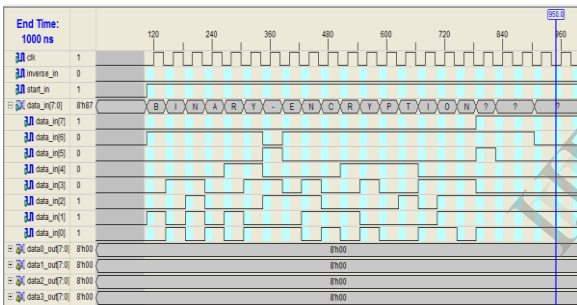 950.0
End Time:
1000 ns
120 240 360 480 600 720 840 960
clk 1
inverse_in 0
start_in 1
data_in[7:0] 8'h87 B I N A R Y - E N C R Y P T I O N ? ? ?
data_in[7] 1
data_in[6] 0
data_in[5] 0
data_in[4] 0
data_in[3] 0
data_in[2] 1
data_in[1] 1
data_in[0] 1
data0_out[7:0] 8'h00 8'h00
data1_out[7:0] 8'h00 8'h00
data2_out[7:0] 8'h00 8'h00
data3_out[7:0] 8'h00 8'h00